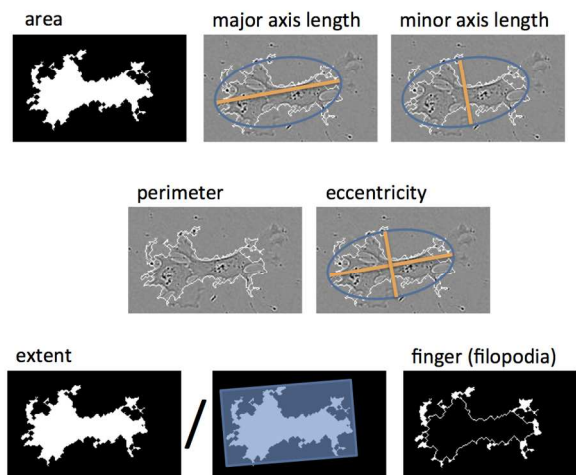 area
major axis length
minor axis length
perimeter
eccentricity
extent
finger (filopodia)
/